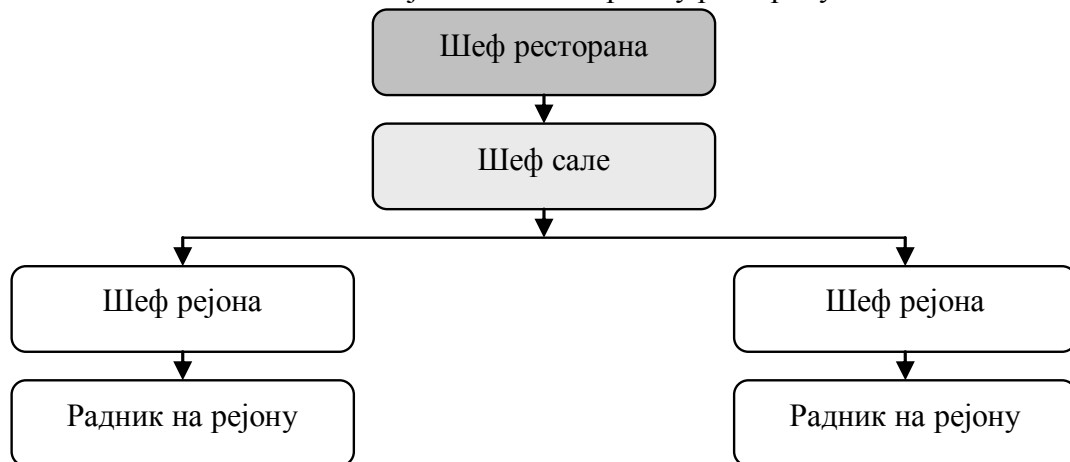 Шеф ресторана
Шеф сале
Шеф рејона
Шеф рејона
Радник на рејону
Радник на рејону